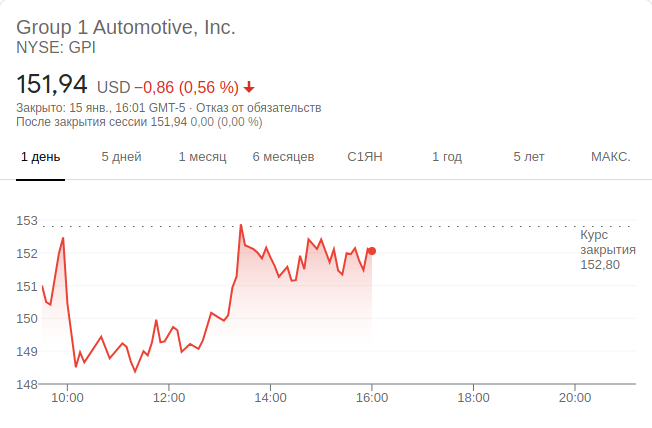 Group 1 Automotive, Inc.
NYSE: GPI
151,94 USD −0,86 (0,56 %)
Закрыто: 15 янв., 16:01 GMT-5 · Отказ от обязательств
После закрытия сессии 151,94 0,00 (0,00 %)
1 день 5 дней 1 месяц 6 месяцев С1ЯН 1 год 5 лет МАКС.
153
152
151
150
149
148
Курс
закрытия
152,80
10:00 12:00 14:00 16:00 18:00 20:00